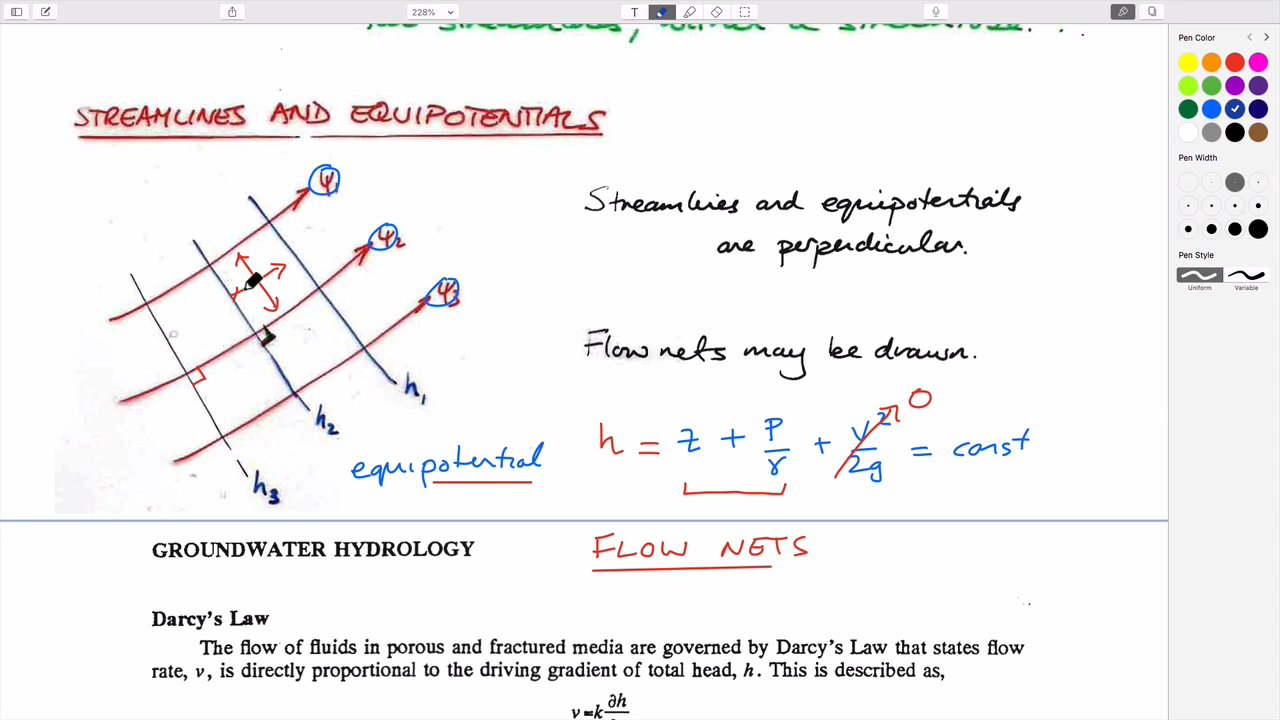 228%
T
Pen Color
STREAMLINES AND EQUIPOTENTIALS
ψ1
ψ2
ψ3
h1
h2
h3
equipotential
Streamlines and equipotentials
are perpendicular.
Flow nets may be drawn.
h = z + P/γ + v²/2g = const
0
Pen Width
Pen Style
Uniform Variable
GROUNDWATER HYDROLOGY
FLOW NETS
Darcy's Law
The flow of fluids in porous and fractured media are governed by Darcy's Law that states flow
rate, v, is directly proportional to the driving gradient of total head, h. This is described as,
v=k ∂h